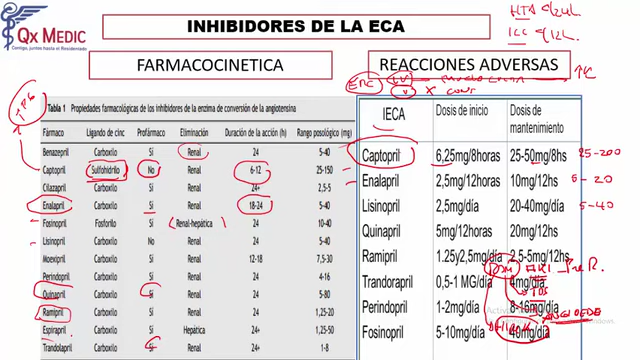 INHIBIDORES DE LA ECA
Qx MEDIC
Contigo, juntos hasta el Residentado
HTA c/24h
ICC c/12h
FARMACOCINETICA
REACCIONES ADVERSAS
Tabla 1 Propiedades farmacológicas de los inhibidores de la enzima de conversión de la angiotensina
Fármaco Ligando de cinc Profármaco Eliminación Duración de la acción (h) Rango posológico (mg)
Benazepril Carboxilo Sí Renal 24 5-40
Captopril Sulfohidrilo No Renal 6-12 25-150
Cilazapril Carboxilo Sí Renal 24+ 2,5-5
Enalapril Carboxilo Sí Renal 18-24 5-40
Fosinopril Fosforilo Sí Renal-hepática 24 10-40
Lisinopril Carboxilo No Renal 24 5-40
Moexipril Carboxilo Sí Renal 12-18 7,5-30
Perindopril Carboxilo Sí Renal 24 4-16
Quinapril Carboxilo Sí Renal 24 5-80
Ramipril Carboxilo Sí Renal 24 1,25-20
Espirapril Carboxilo Sí Hepática 24+ 1,25-50
Trandolapril Carboxilo Sí Renal 24 1-8
IECA Dosis de inicio Dosis de mantenimiento
Captopril 6,25mg/8horas 25-50mg/8hs 25-200
Enalapril 2,5mg/12horas 10mg/12hs 5-20
Lisinopril 2,5mg/día 20-40mg/día 5-40
Quinapril 5mg/12horas 20mg/12hs
Ramipril 1.25y2,5mg/día 2.5-5mg/12hs
Trandorapril 0,5-1 MG/día 4mg/día
Perindopril 1-2mg/día 8-16mg/día
Fosinopril 5-10mg/día 40mg/día
TOS